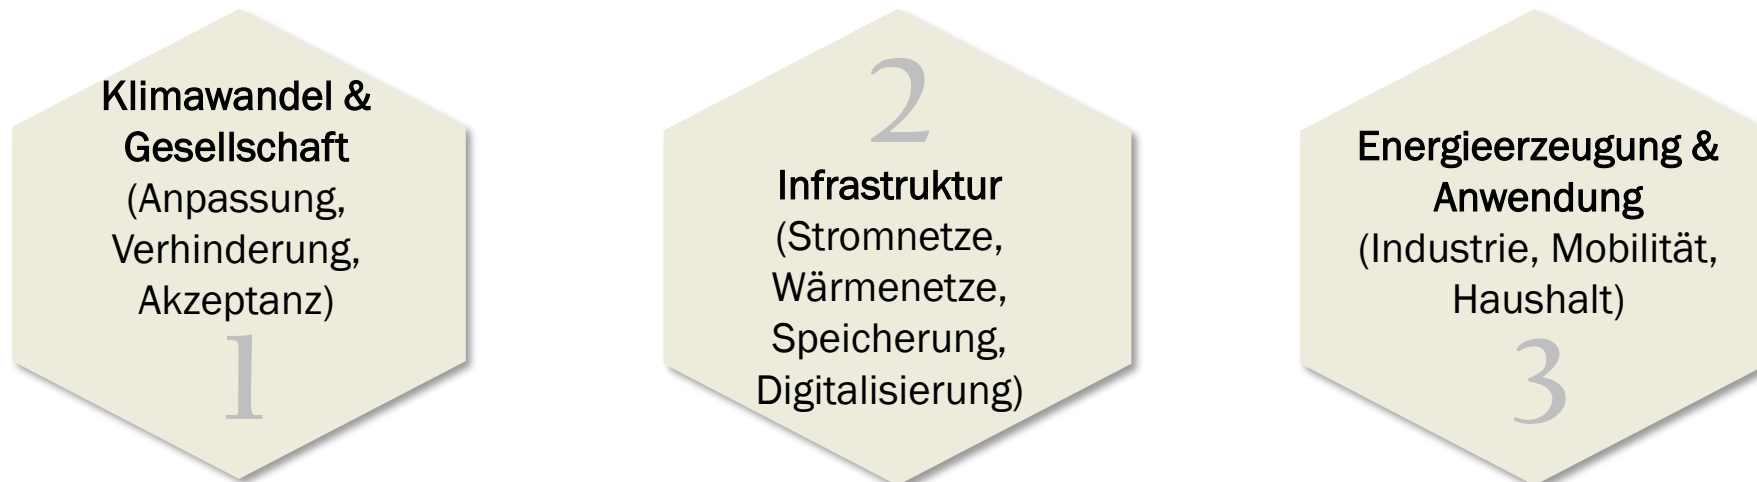 Klimawandel &
Gesellschaft
(Anpassung,
Verhinderung,
Akzeptanz)
1
2
Infrastruktur
(Stromnetze,
Wärmenetze,
Speicherung,
Digitalisierung)
Energieerzeugung &
Anwendung
(Industrie, Mobilität,
Haushalt)
3